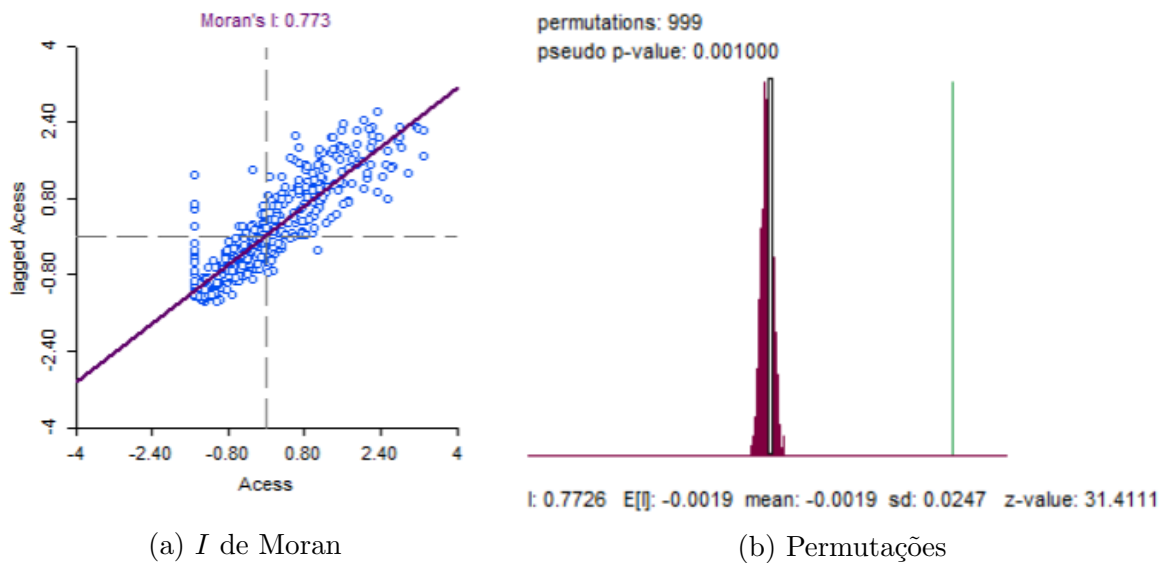 Moran's I: 0.773
4
2.40
0.80
-0.80
-2.40
-4
lagged Acess
-4
-2.40
-0.80
0.80
2.40
4
Acess
(a) I de Moran
permutations: 999
pseudo p-value: 0.001000
I: 0.7726 E[I]: -0.0019 mean: -0.0019 sd: 0.0247 z-value: 31.4111
(b) Permutações